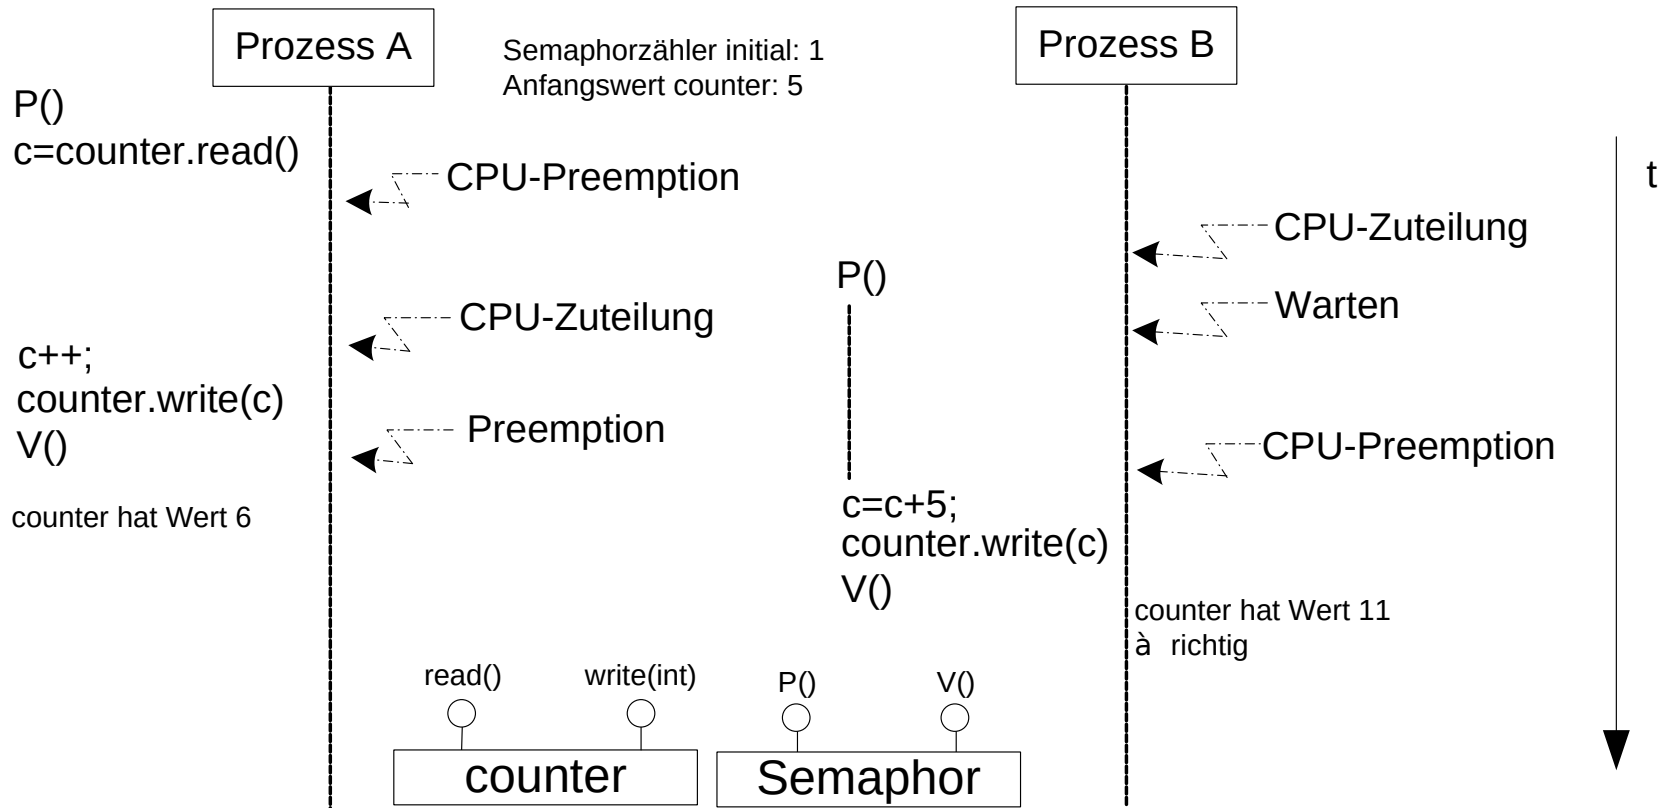 Prozess A
Semaphorzähler initial: 1
Anfangswert counter: 5
Prozess B
P()
c=counter.read()
CPU-Preemption
t
CPU-Zuteilung
P()
Warten
CPU-Zuteilung
c++;
counter.write(c)
V()
Preemption
CPU-Preemption
counter hat Wert 6
c=c+5;
counter.write(c)
V()
counter hat Wert 11
à richtig
read()
write(int)
P()
V()
counter
Semaphor